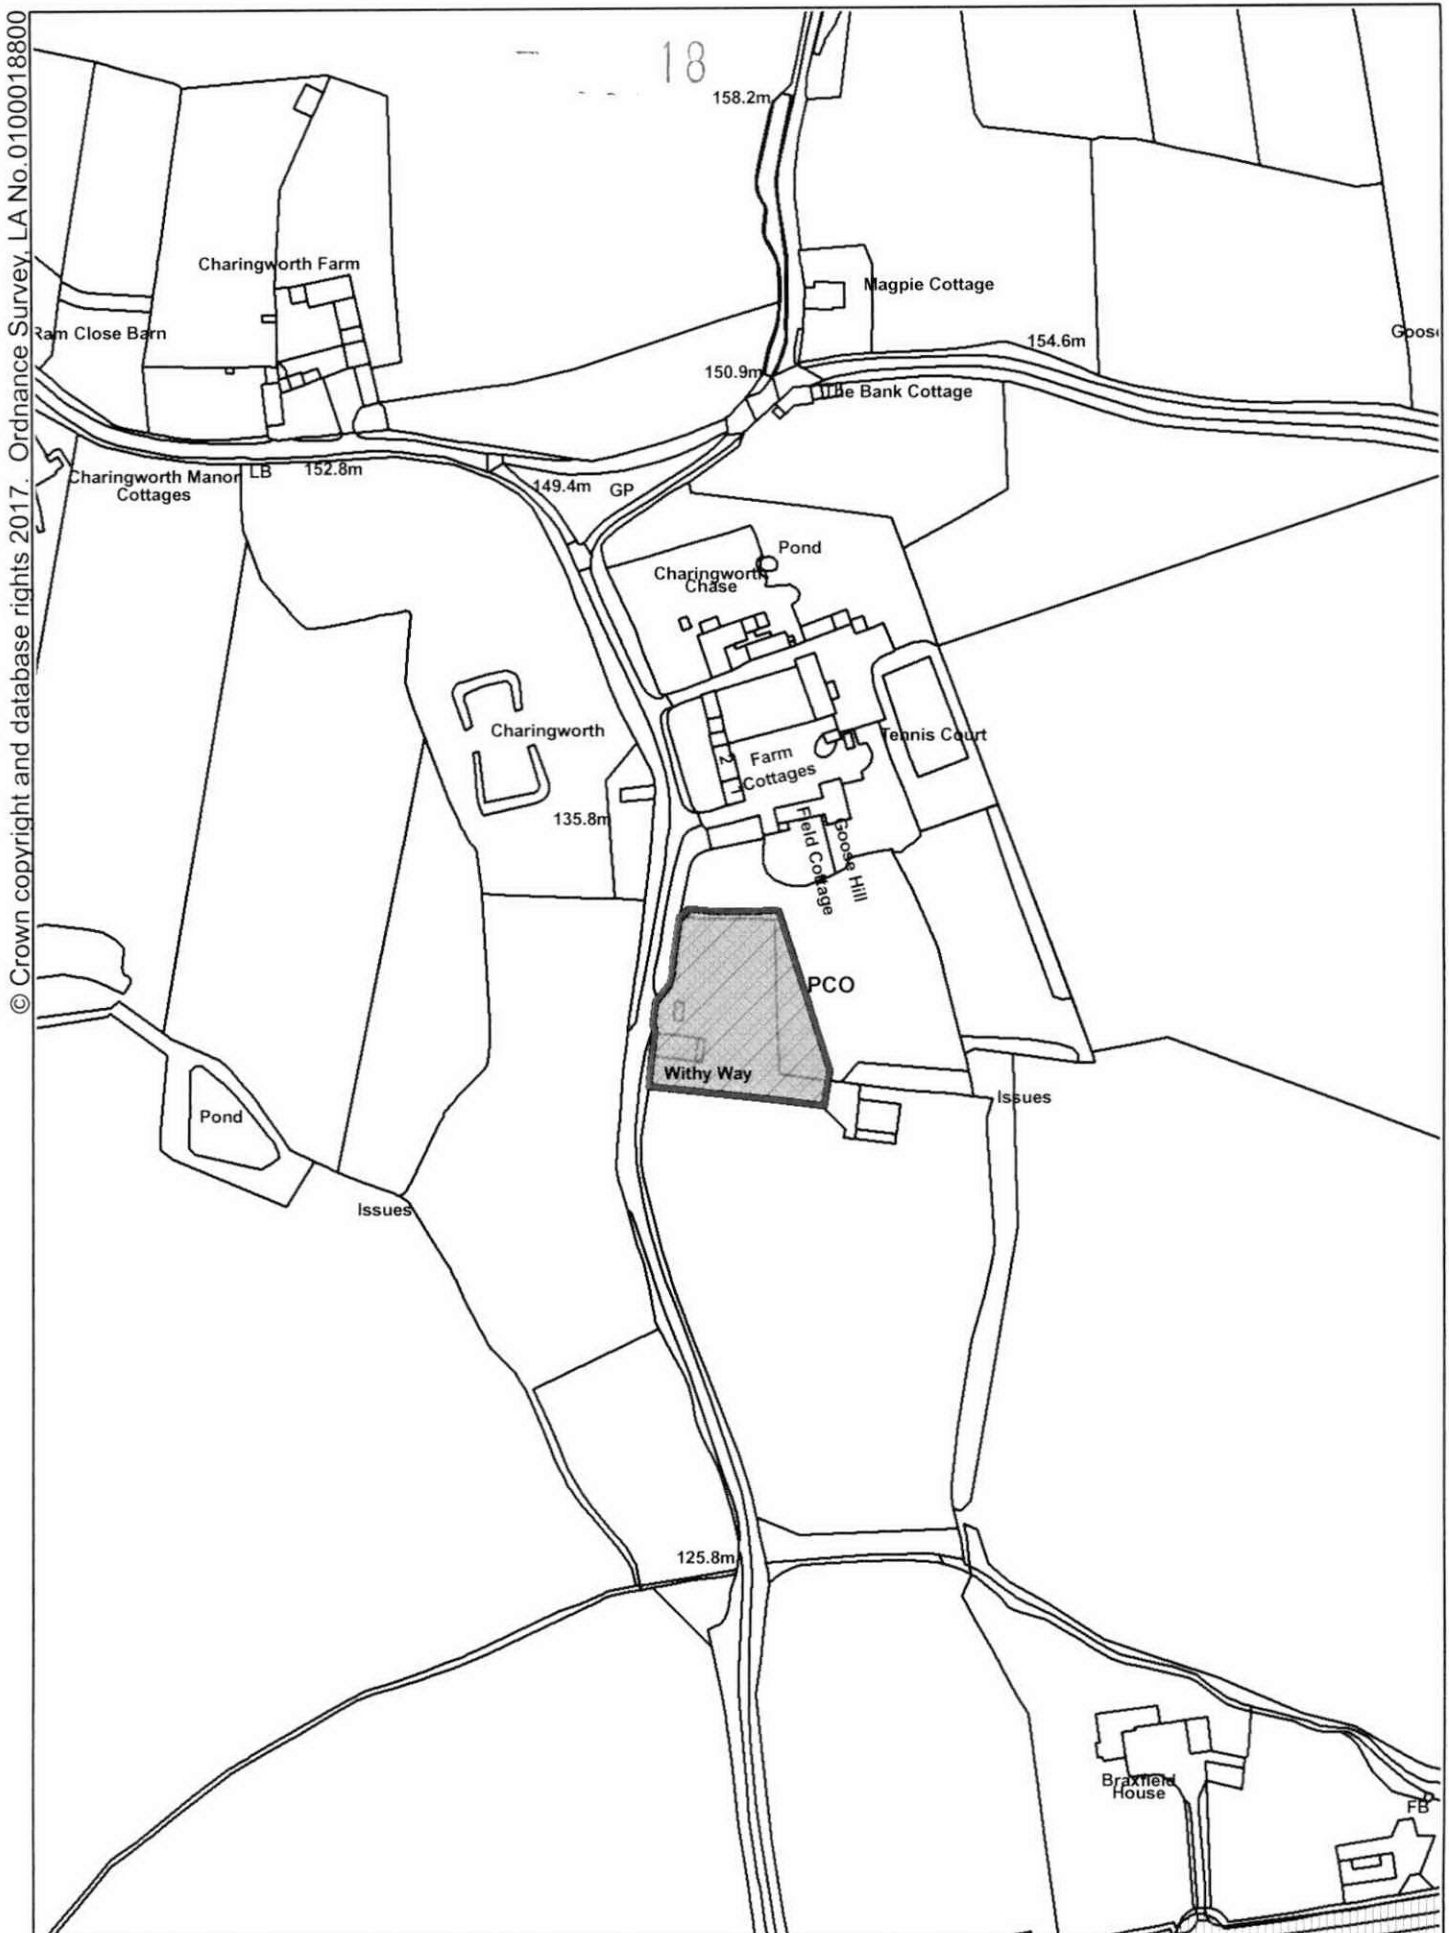 © Crown copyright and database rights 2017. Ordnance Survey, LA No. 0100018800
18
158.2m
Charingworth Farm
Magpie Cottage
Ram Close Barn
154.6m
Goose
150.9m
The Bank Cottage
Charingworth Manor
Cottages
LB
152.8m
149.4m
GP
Pond
Charingworth
Chase
Charingworth
Tennis Court
2
Farm
Cottages
1
135.8m
Field Cottage
Goose Hill
PCO
Withy Way
Issues
Pond
Issues
125.8m
Braxfield
House
FB